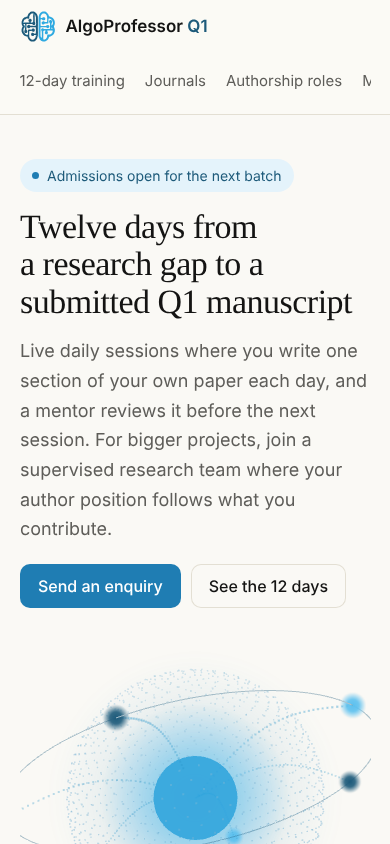 AlgoProfessor Q1
12-day training Journals Authorship roles
Admissions open for the next batch
Twelve days from
a research gap to a
submitted Q1 manuscript
Live daily sessions where you write one
section of your own paper each day, and
a mentor reviews it before the next
session. For bigger projects, join a
supervised research team where your
author position follows what you
contribute.
Send an enquiry See the 12 days